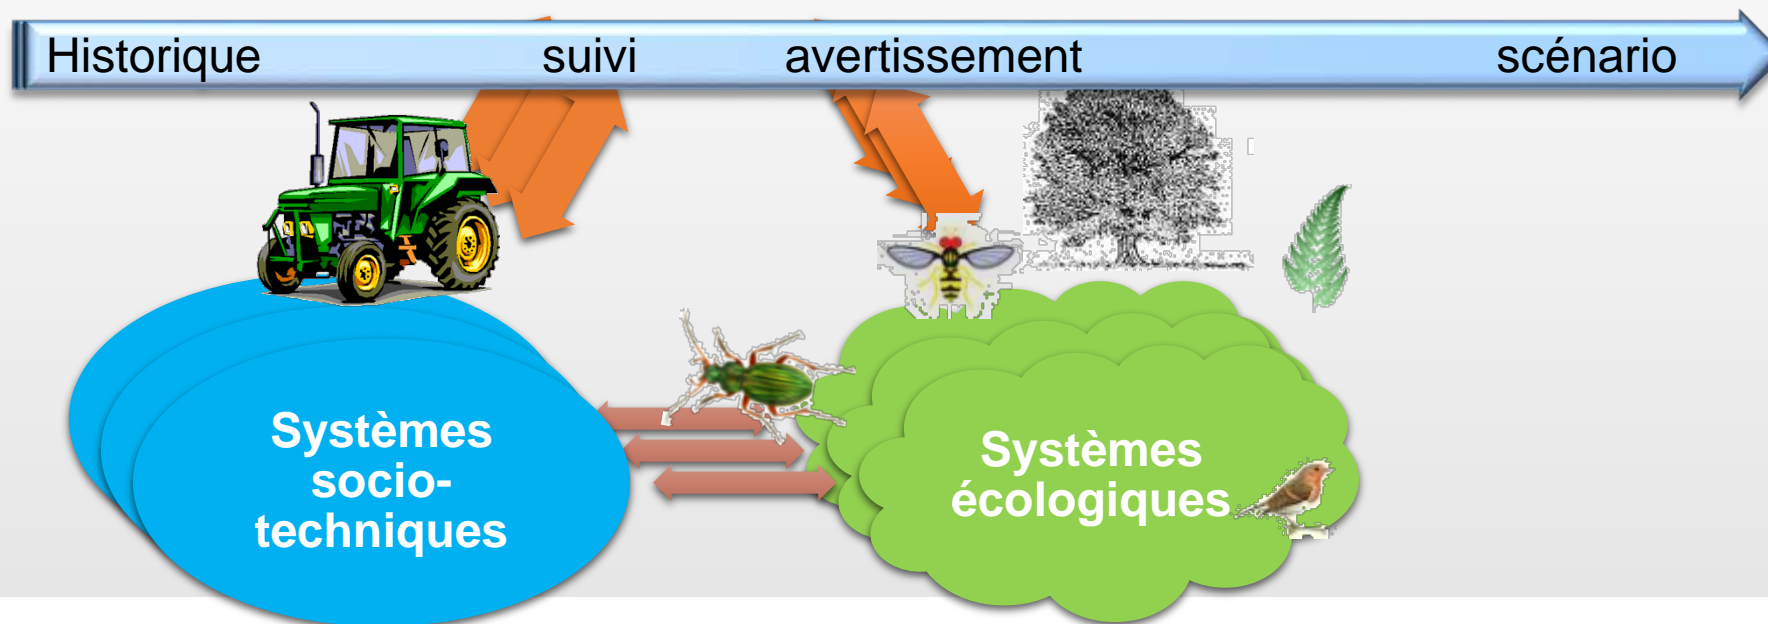 Historique suivi avertissement scénario
Systèmes
socio-
techniques
Systèmes
écologiques